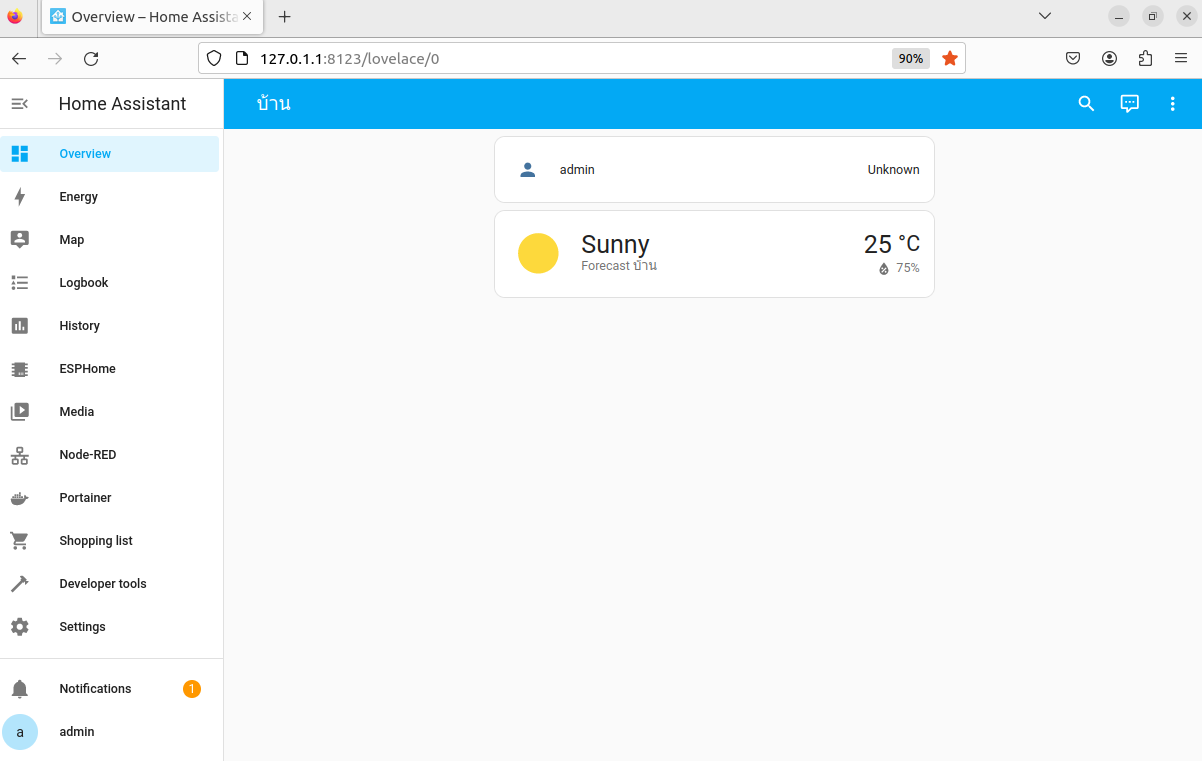 Overview – Home Assista
127.0.1.1:8123/lovelace/0
90%
Home Assistant
บ้าน
Overview
Energy
Map
Logbook
History
ESPHome
Media
Node-RED
Portainer
Shopping list
Developer tools
Settings
Notifications
1
a
admin
admin
Unknown
Sunny
25 °C
Forecast บ้าน
75%